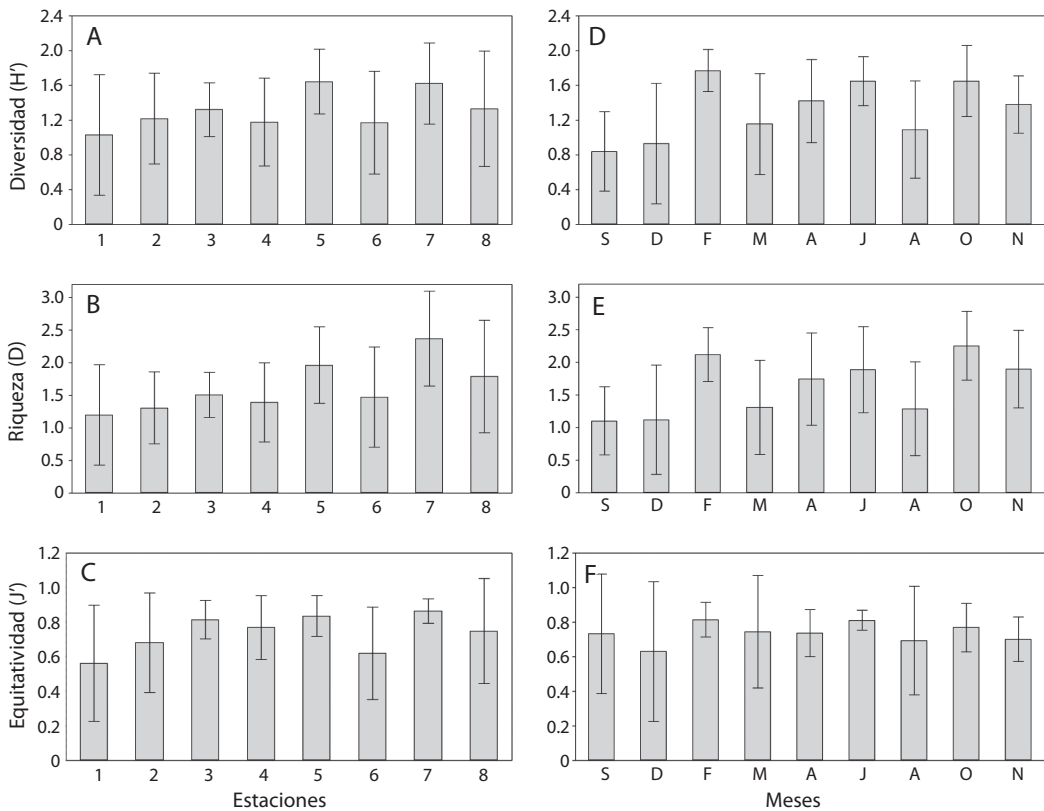 A
Diversidad (H')
2.4
2.0
1.6
1.2
0.8
0.4
0
1 2 3 4 5 6 7 8
D
2.4
2.0
1.6
1.2
0.8
0.4
0
S D F M A J A O N
B
Riqueza (D)
3.0
2.5
2.0
1.5
1.0
0.5
0
1 2 3 4 5 6 7 8
E
3.0
2.5
2.0
1.5
1.0
0.5
0
S D F M A J A O N
C
Equitatividad (J')
1.2
1.0
0.8
0.6
0.4
0.2
0
1 2 3 4 5 6 7 8
Estaciones
F
1.2
1.0
0.8
0.6
0.4
0.2
0
S D F M A J A O N
Meses